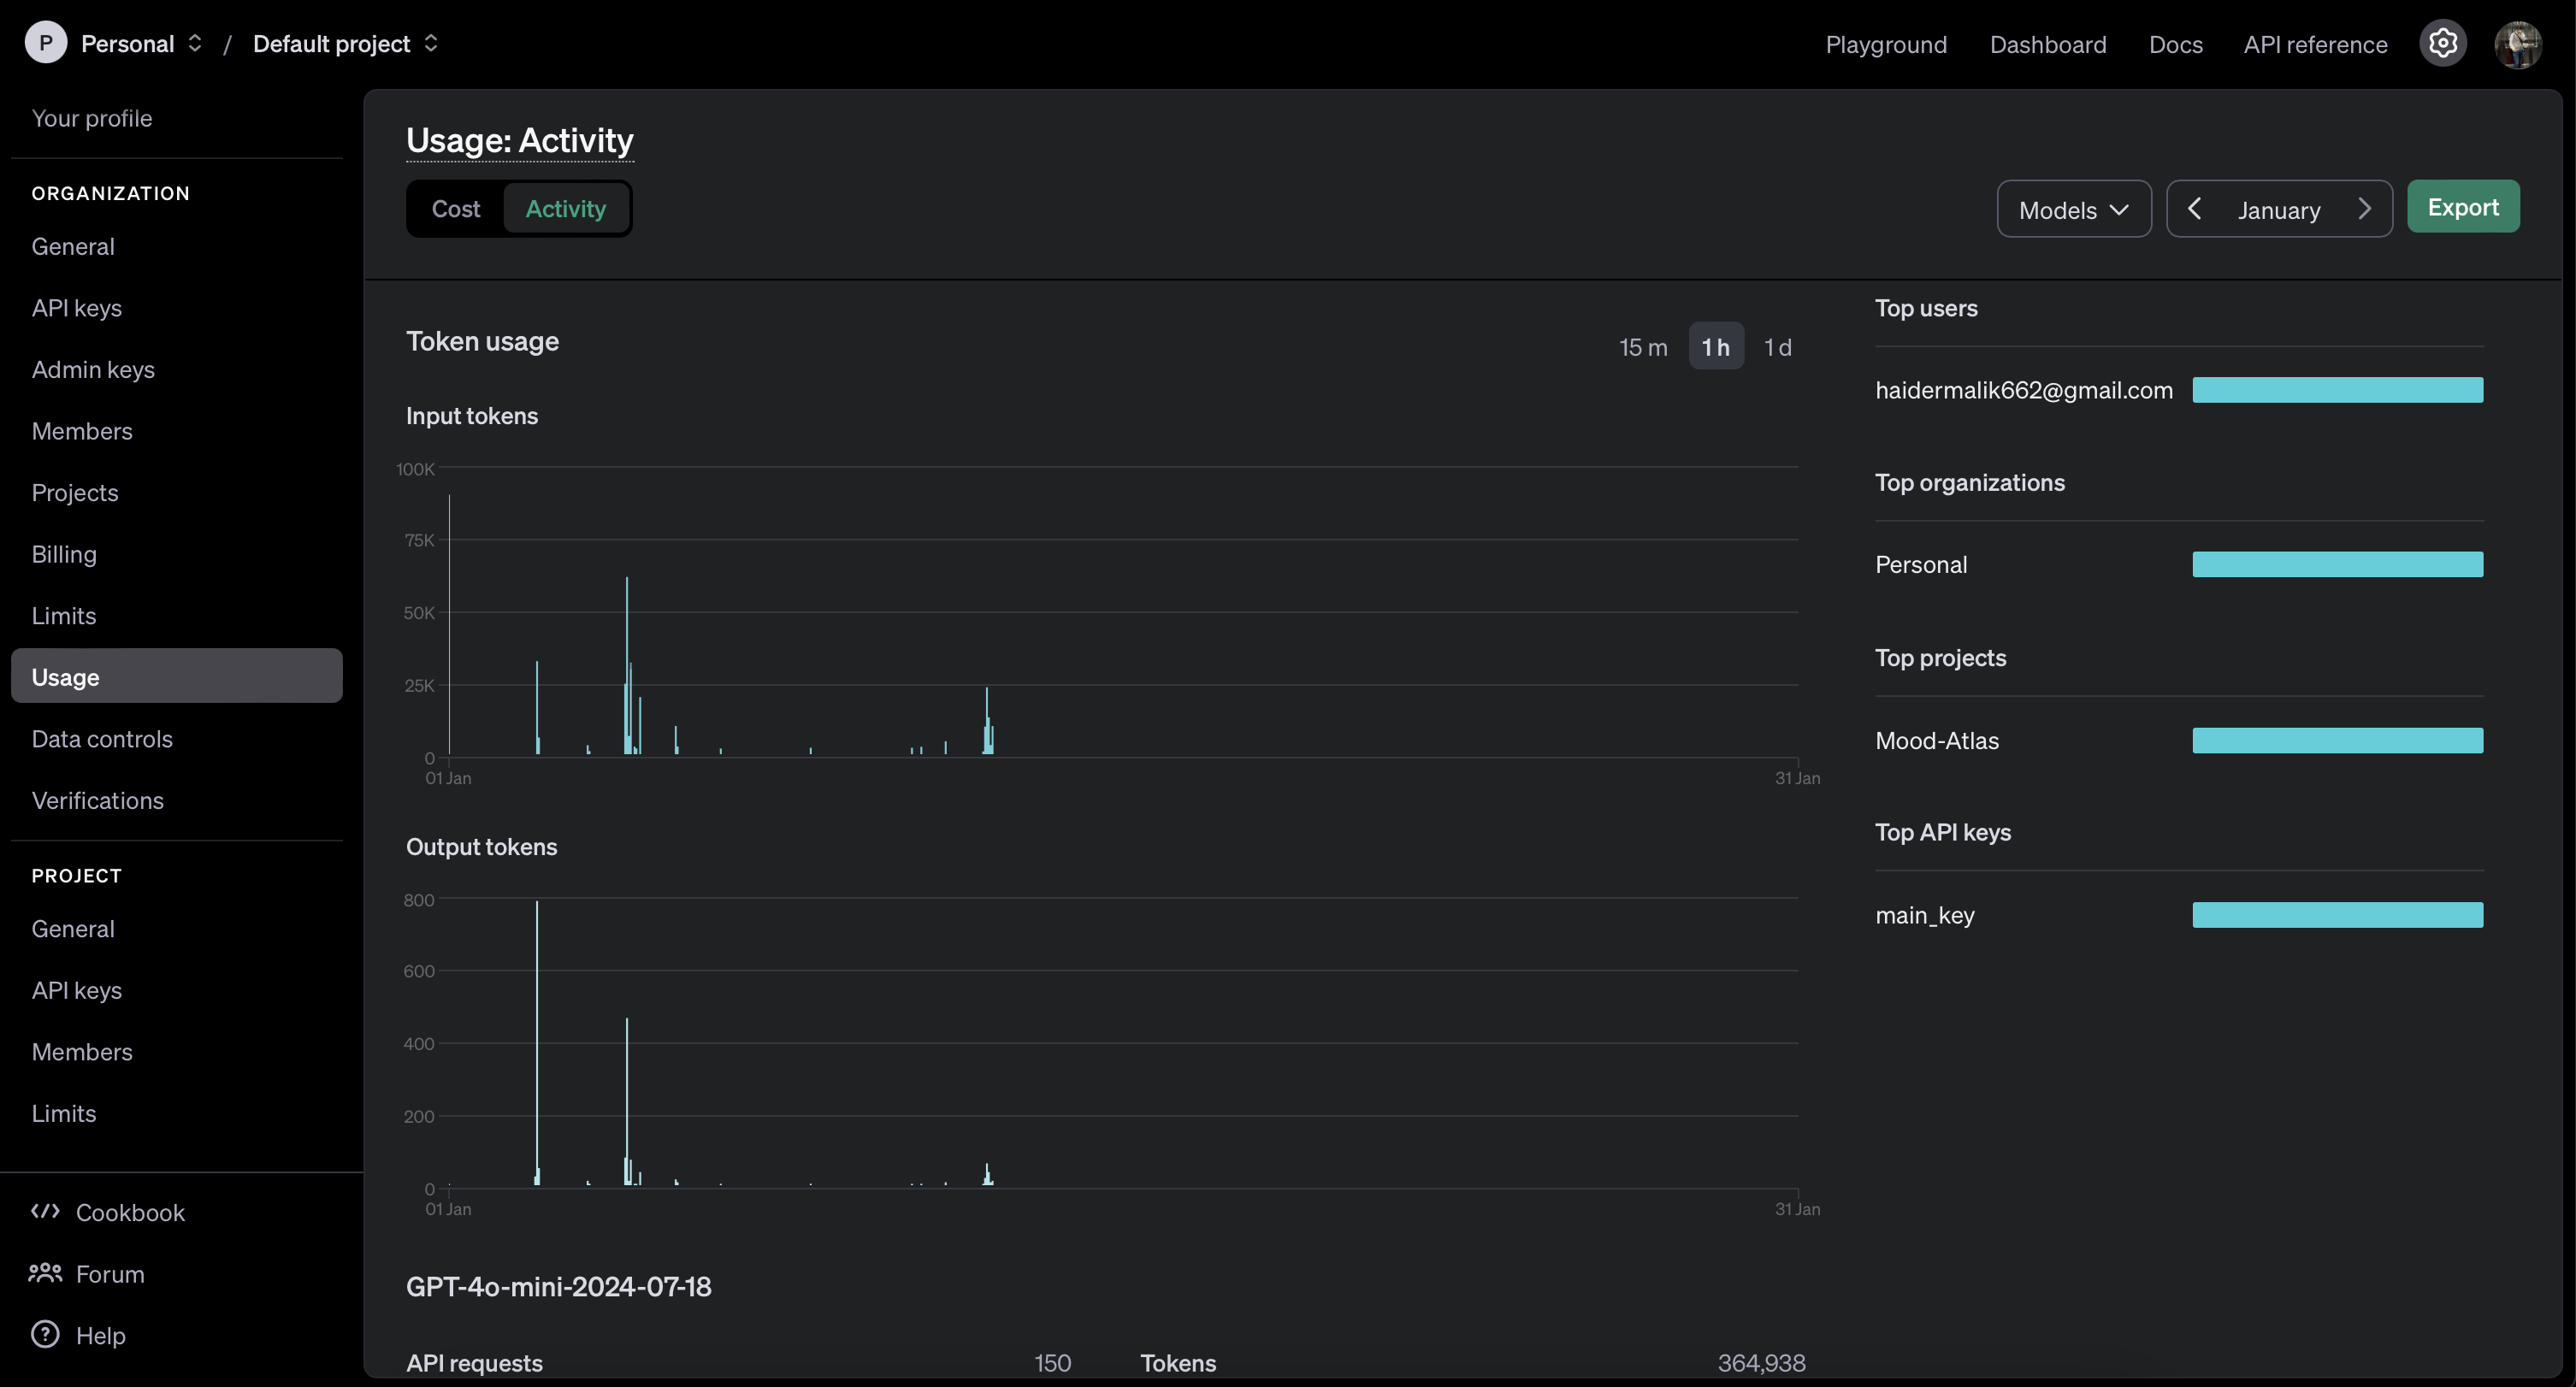 P Personal / Default project
Playground Dashboard Docs API reference
Your profile
ORGANIZATION
General
API keys
Admin keys
Members
Projects
Billing
Limits
Usage
Data controls
Verifications
PROJECT
General
API keys
Members
Limits
Cookbook
Forum
Help
Usage: Activity
Cost Activity
Models January Export
Token usage
15 m 1 h 1 d
Input tokens
100K
75K
50K
25K
0
01 Jan 31 Jan
Output tokens
800
600
400
200
0
01 Jan 31 Jan
GPT-4o-mini-2024-07-18
API requests 150 Tokens 364,938
Top users
haidermalik662@gmail.com
Top organizations
Personal
Top projects
Mood-Atlas
Top API keys
main_key